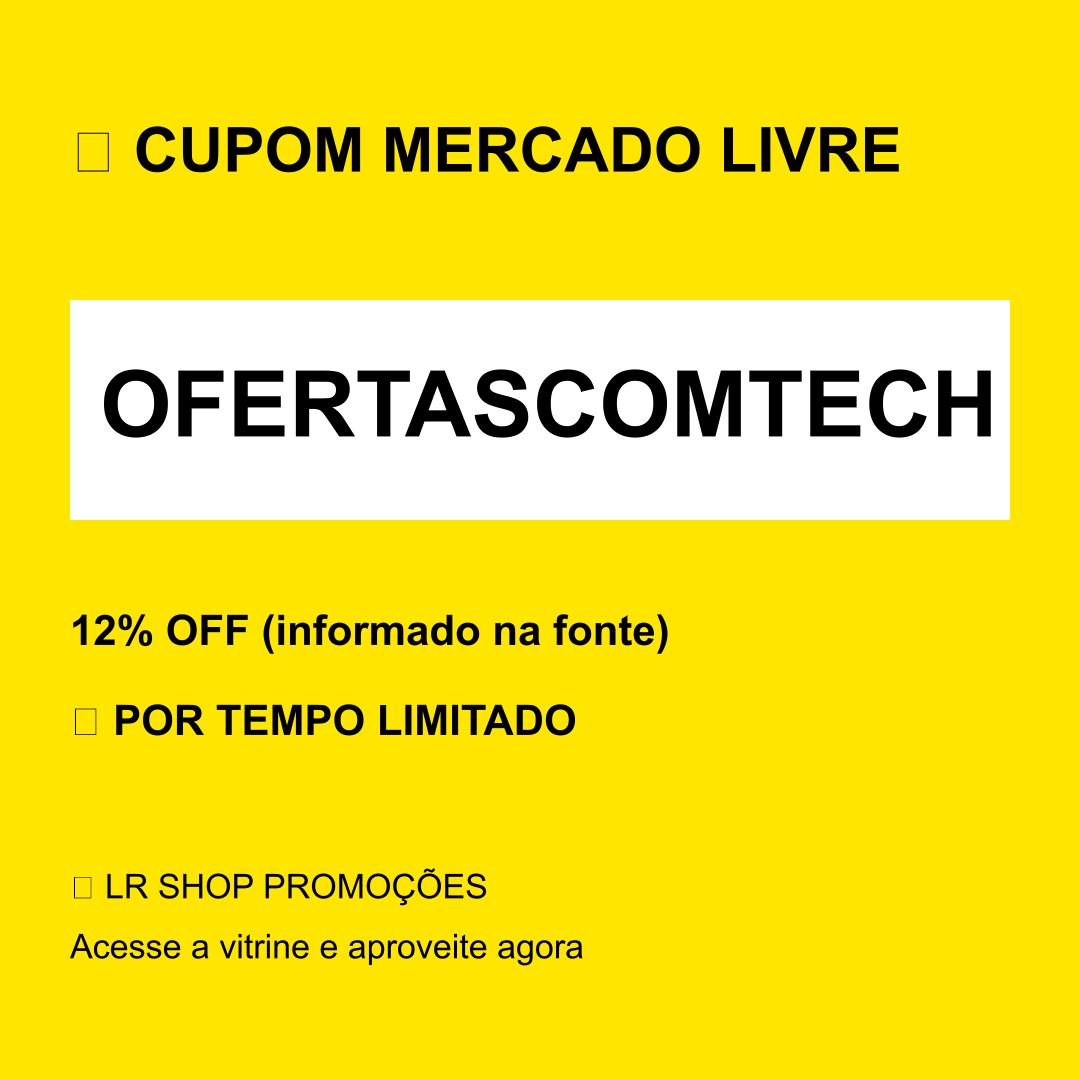 CUPOM MERCADO LIVRE
OFERTASCOMTECH
12% OFF (informado na fonte)
POR TEMPO LIMITADO
LR SHOP PROMOÇÕES
Acesse a vitrine e aproveite agora